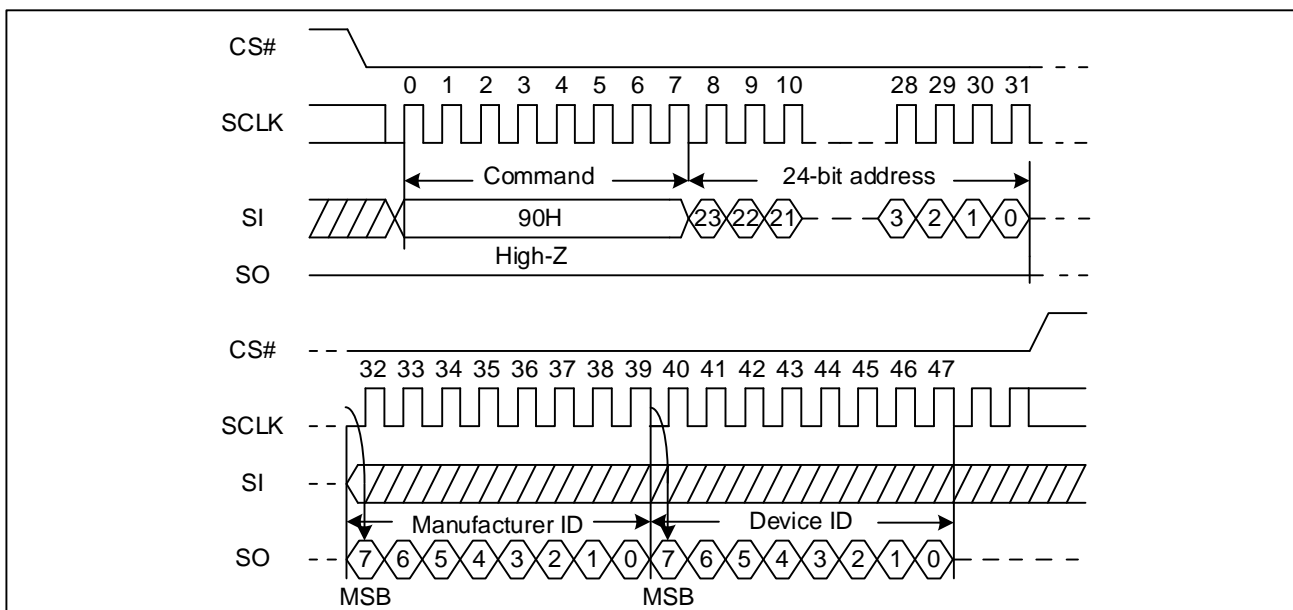 CS#
0 1 2 3 4 5 6 7 8 9 10 28 29 30 31
SCLK
Command 24-bit address
SI 90H 23 22 21 3 2 1 0
High-Z
SO
CS#
32 33 34 35 36 37 38 39 40 41 42 43 44 45 46 47
SCLK
SI
Manufacturer ID Device ID
SO 7 6 5 4 3 2 1 0 7 6 5 4 3 2 1 0
MSB MSB